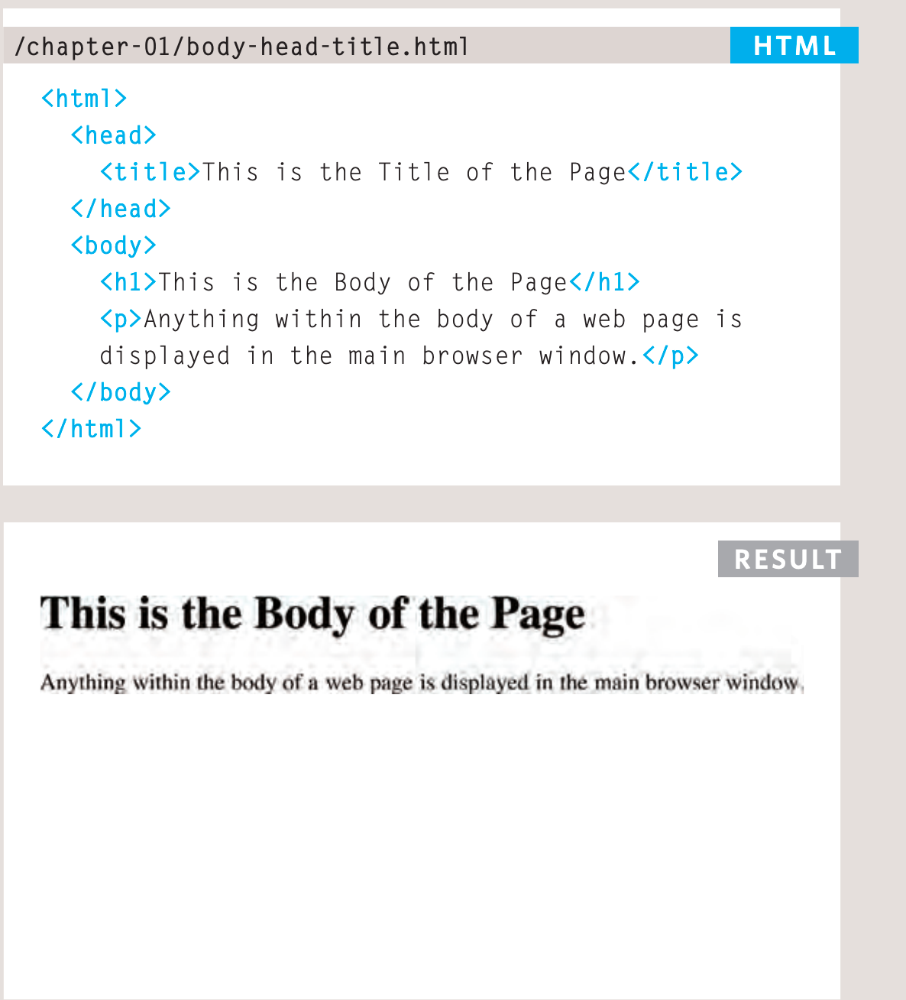 /chapter-01/body-head-title.html
HTML
<html>
<head>
<title>This is the Title of the Page</title>
</head>
<body>
<h1>This is the Body of the Page</h1>
<p>Anything within the body of a web page is
displayed in the main browser window.</p>
</body>
</html>
RESULT
This is the Body of the Page
Anything within the body of a web page is displayed in the main browser window.